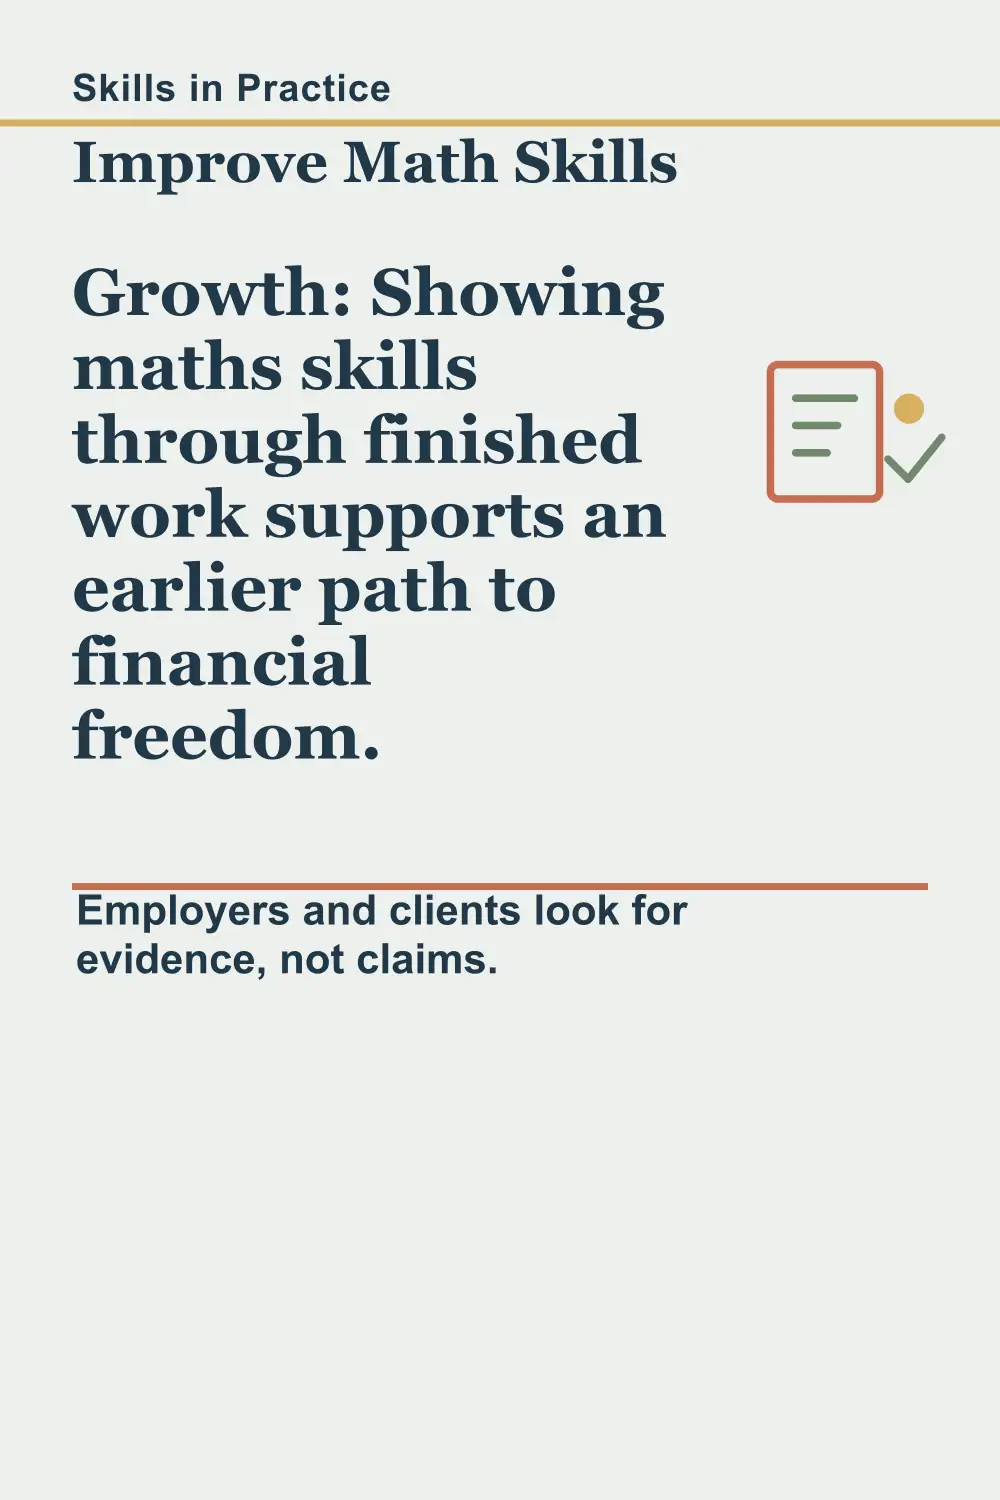 Skills in Practice
Improve Math Skills
Growth: Showing
maths skills
through finished
work supports an
earlier path to
financial
freedom.
Employers and clients look for
evidence, not claims.